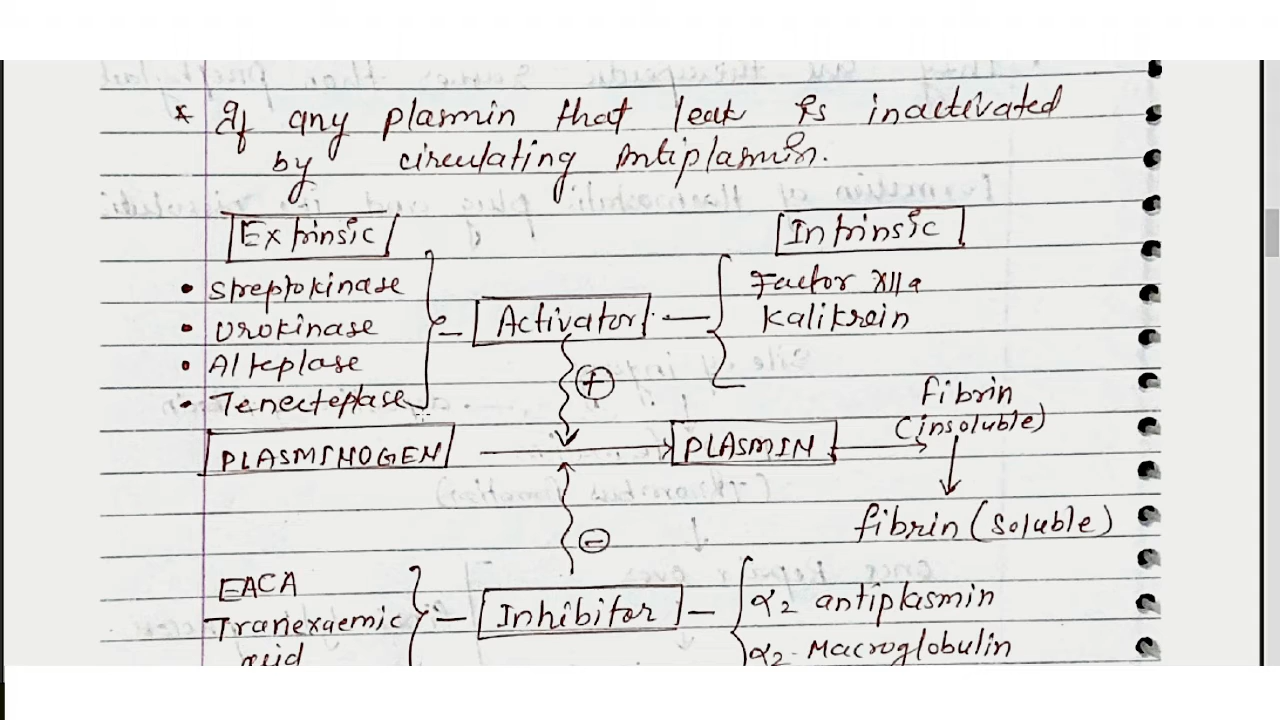 * If any plasmin that leak is inactivated
by circulating antiplasmin.
Extrinsic
Intrinsic
• Streptokinase
• Urokinase
• Alteplase
• Tenecteplase
Activator
Factor XIIa
Kalikrein
+
fibrin
(insoluble)
PLASMINOGEN
PLASMIN
fibrin (soluble)
-
EACA
Tranexaemic
acid
Inhibitor
α2 antiplasmin
α2-Macroglobulin